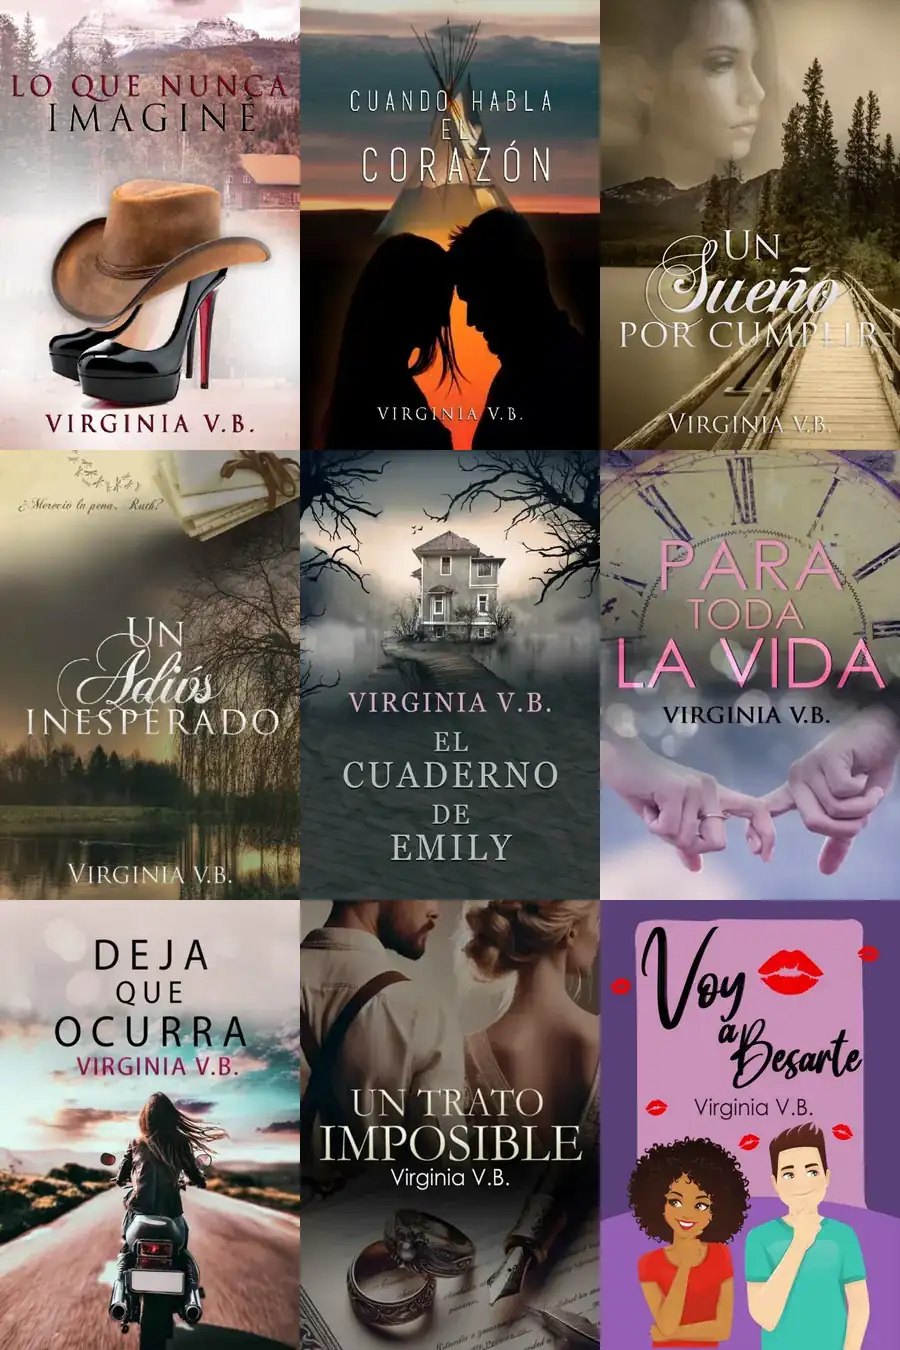 LO QUE NUNCA
IMAGINÉ
VIRGINIA V.B.
CUANDO HABLA
EL
CORAZÓN
VIRGINIA V.B.
UN
Sueño
POR CUMPLIR
VIRGINIA V.B.
¿Mereció la pena, Ruth?
UN
Adiós
INESPERADO
VIRGINIA V.B.
VIRGINIA V.B.
EL
CUADERNO
DE
EMILY
PARA
TODA
LA VIDA
VIRGINIA V.B.
DEJA
QUE
OCURRA
VIRGINIA V.B.
UN TRATO
IMPOSIBLE
Virginia V.B.
Voy
a
Besarte
Virginia V.B.